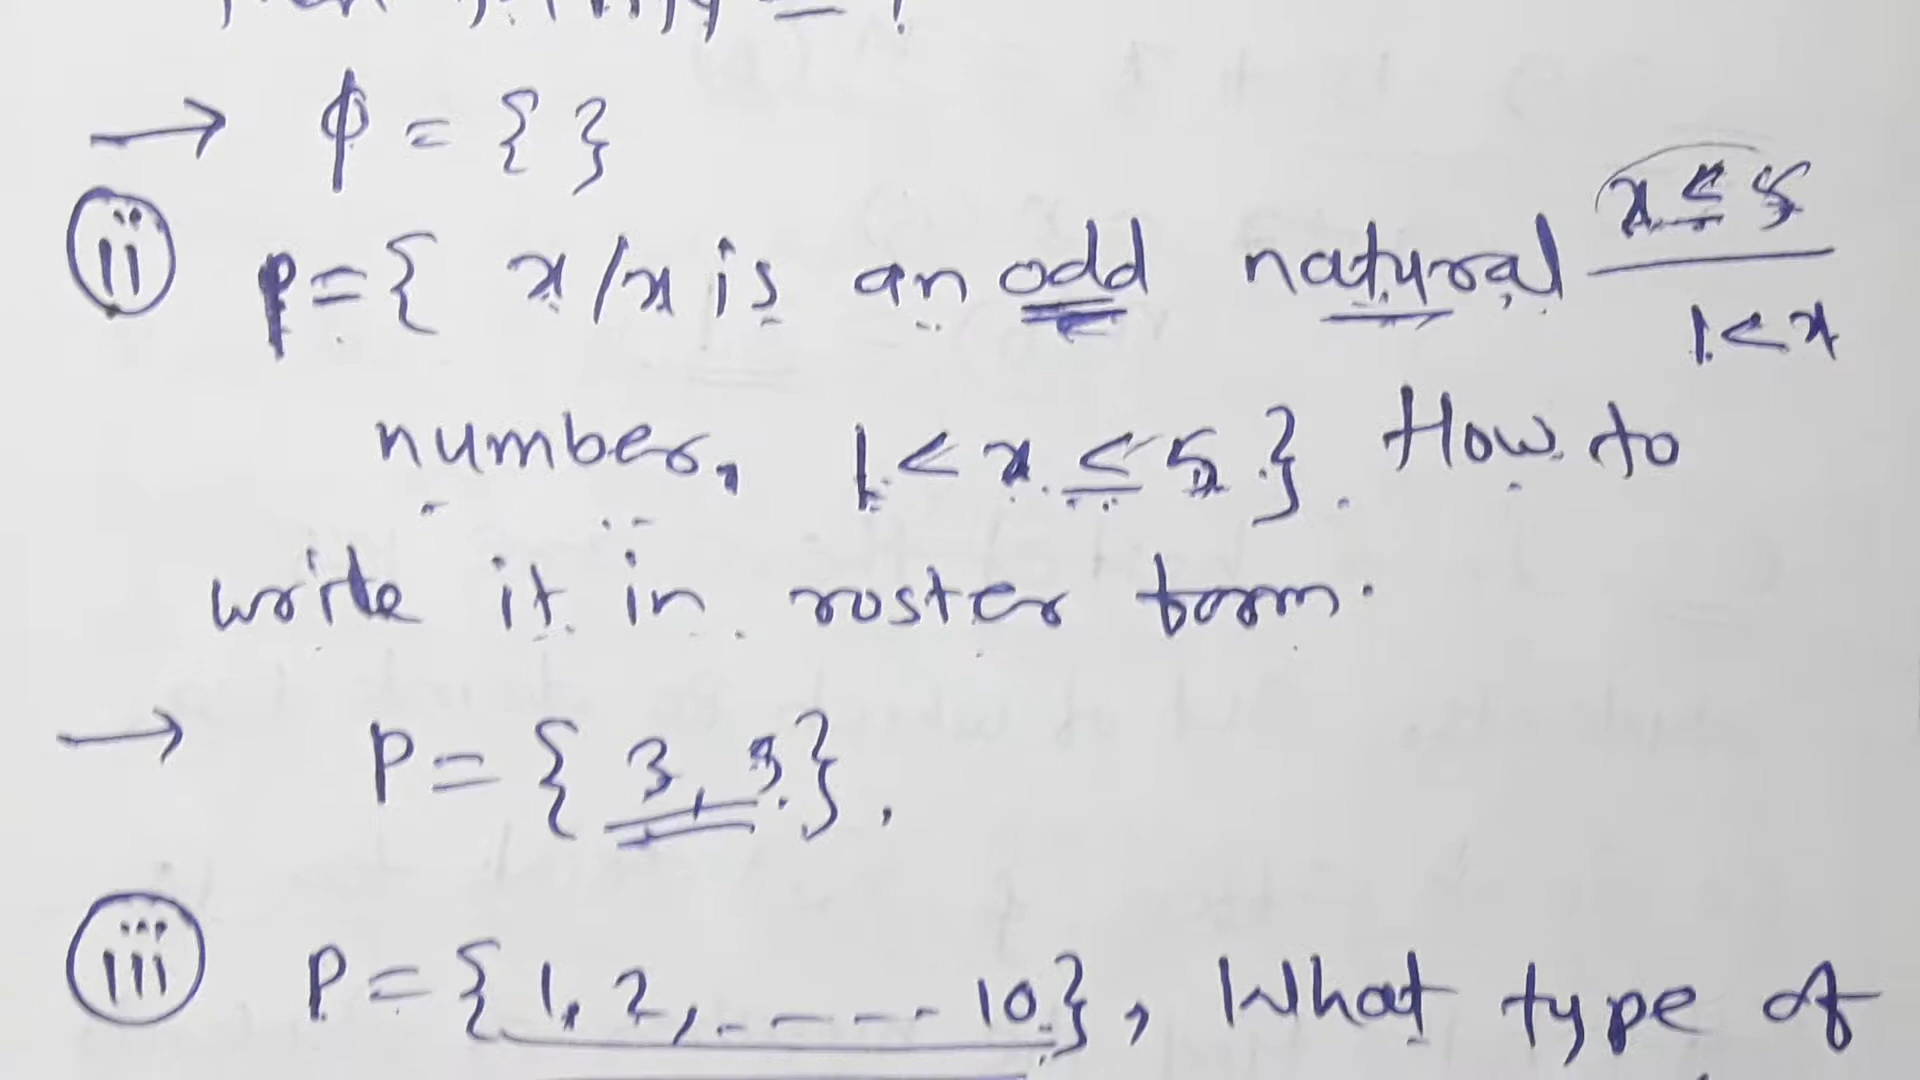 → φ = { }
(ii) P = { x / x is an odd natural
x ≤ 5
1 < x
number, 1 < x ≤ 5 }. How to
write it in roster form.
→ P = { 3, 5 }.
(iii) P = { 1, 2, - - - - - 10 }, What type of